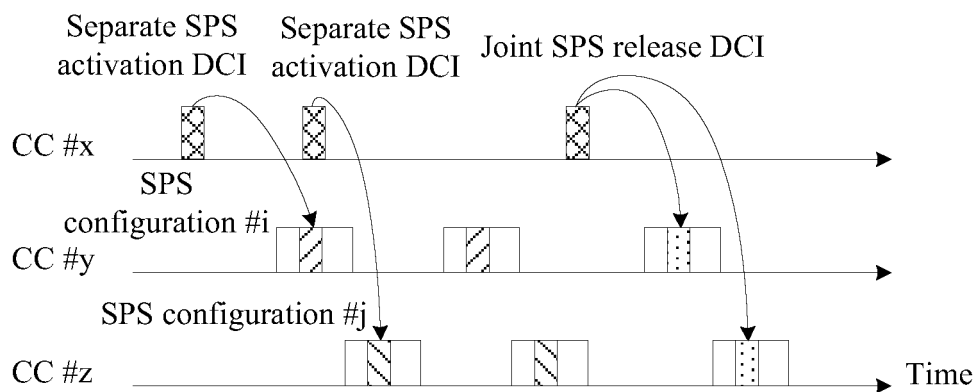 Separate SPS
activation DCI
Separate SPS
activation DCI
Joint SPS release DCI
CC #x
SPS
configuration #i
CC #y
SPS configuration #j
CC #z
Time